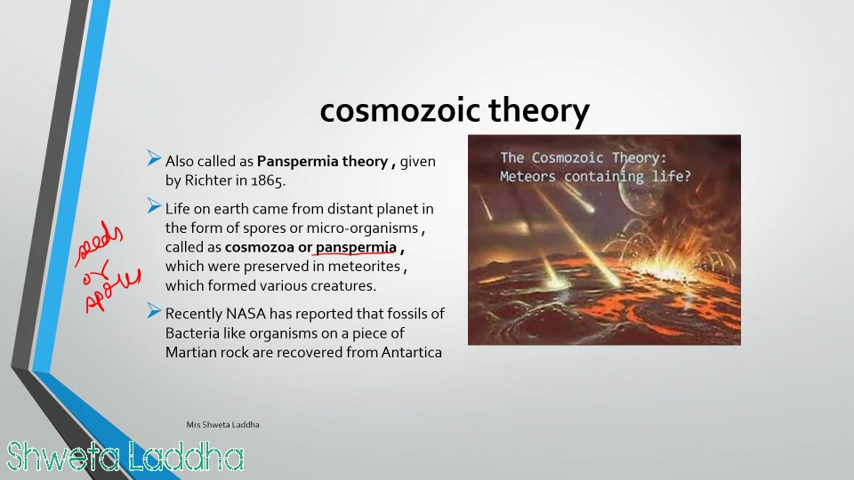 cosmozoic theory
Also called as Panspermia theory , given
by Richter in 1865.
Life on earth came from distant planet in
the form of spores or micro-organisms ,
called as cosmozoa or panspermia ,
which were preserved in meteorites ,
which formed various creatures.
Recently NASA has reported that fossils of
Bacteria like organisms on a piece of
Martian rock are recovered from Antartica
seeds
or
spores
The Cosmozoic Theory:
Meteors containing life?
Mrs Shweta Laddha
Shweta Laddha